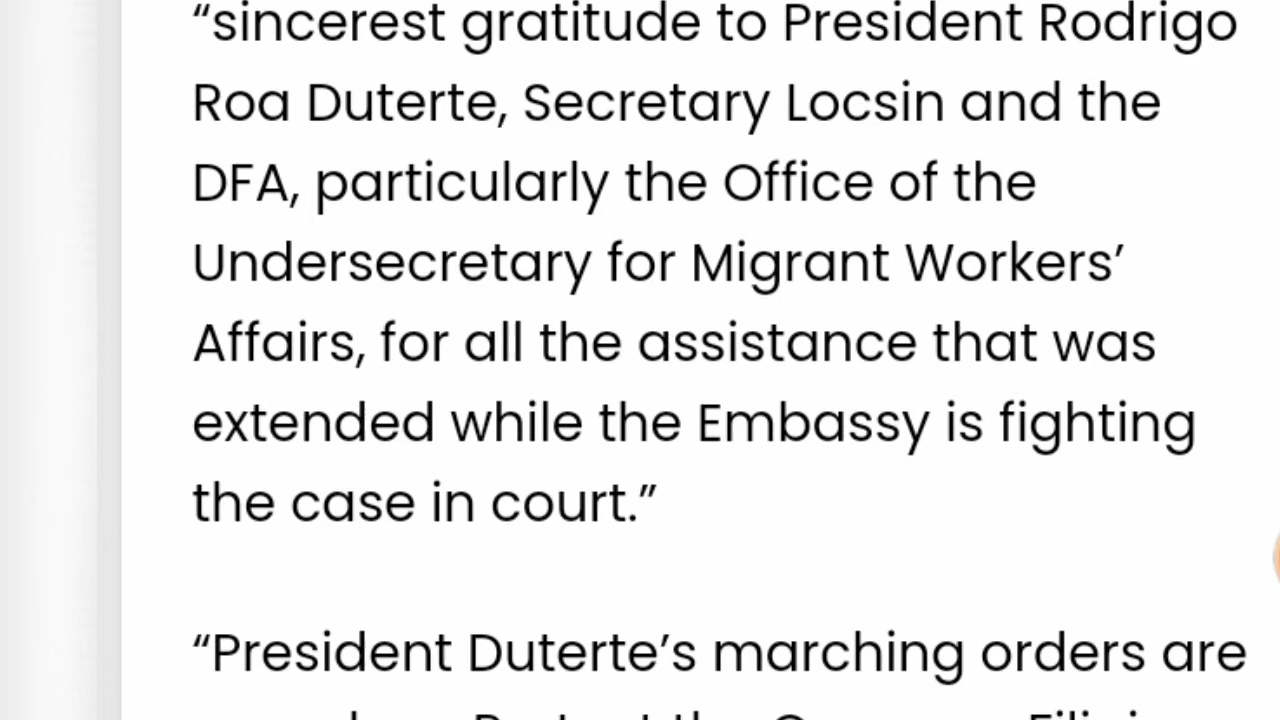 “sincerest gratitude to President Rodrigo
Roa Duterte, Secretary Locsin and the
DFA, particularly the Office of the
Undersecretary for Migrant Workers’
Affairs, for all the assistance that was
extended while the Embassy is fighting
the case in court.”
“President Duterte’s marching orders are